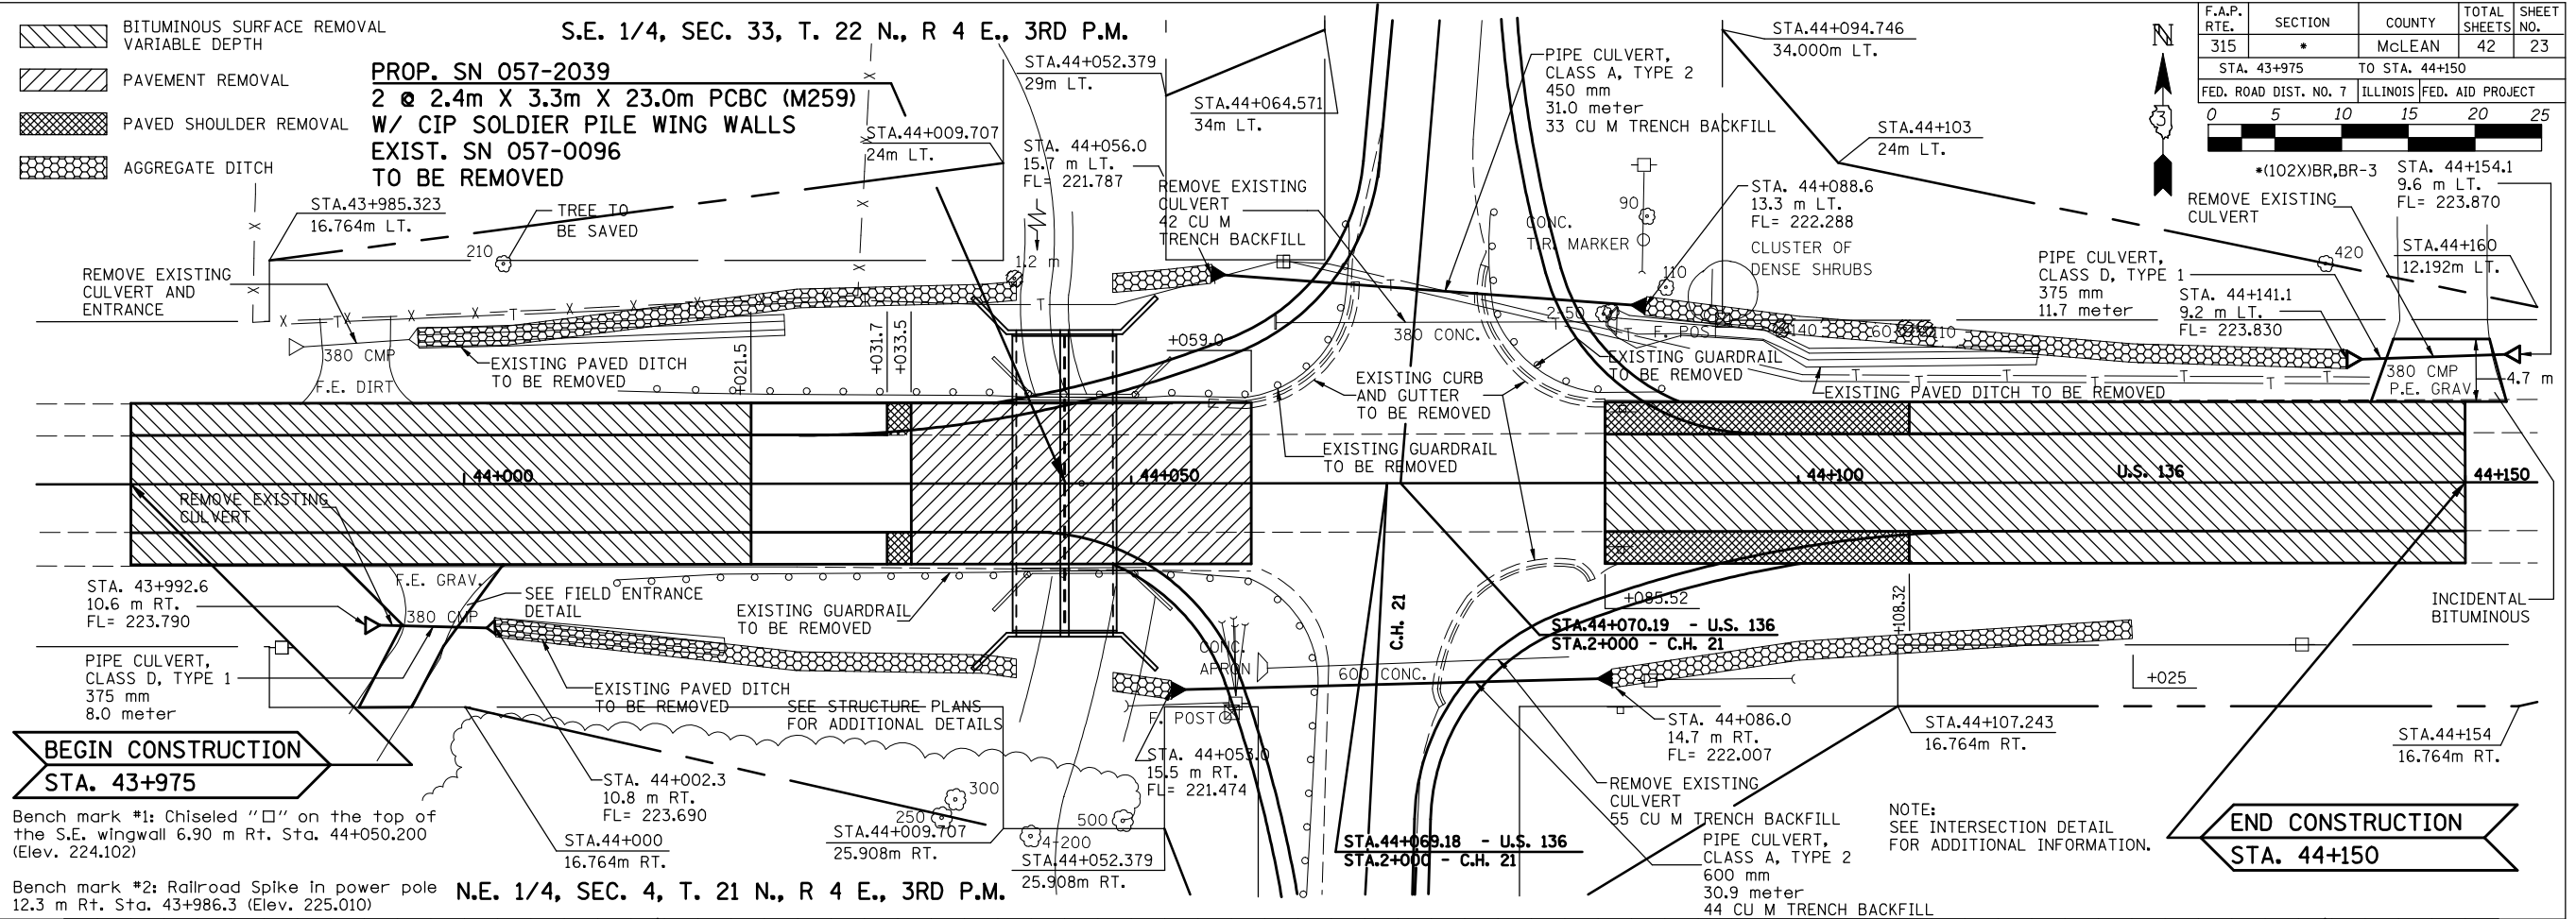 BITUMINOUS SURFACE REMOVAL
VARIABLE DEPTH
PAVEMENT REMOVAL
PAVED SHOULDER REMOVAL
AGGREGATE DITCH
S.E. 1/4, SEC. 33, T. 22 N., R 4 E., 3RD P.M.
PROP. SN 057-2039
2 @ 2.4m X 3.3m X 23.0m PCBC (M259)
W/ CIP SOLDIER PILE WING WALLS
EXIST. SN 057-0096
TO BE REMOVED
STA.44+009.707
24m LT.
STA.44+052.379
29m LT.
STA.44+064.571
34m LT.
STA. 44+056.0
15.7 m LT.
FL= 221.787
REMOVE EXISTING
CULVERT
42 CU M
TRENCH BACKFILL
PIPE CULVERT,
CLASS A, TYPE 2
450 mm
31.0 meter
33 CU M TRENCH BACKFILL
STA.44+094.746
34.000m LT.
STA.44+103
24m LT.
N
3
F.A.P. RTE. SECTION COUNTY TOTAL SHEETS SHEET NO.
315 * McLEAN 42 23
STA. 43+975 TO STA. 44+150
FED. ROAD DIST. NO. 7 ILLINOIS FED. AID PROJECT
0 5 10 15 20 25
*(102X)BR,BR-3
STA. 44+154.1
9.6 m LT.
FL= 223.870
REMOVE EXISTING
CULVERT
STA.43+985.323
16.764m LT.
TREE TO
BE SAVED
210
REMOVE EXISTING
CULVERT AND
ENTRANCE
1.2 m
90
CONC.
T.R. MARKER
STA. 44+088.6
13.3 m LT.
FL= 222.288
CLUSTER OF
DENSE SHRUBS
110
PIPE CULVERT,
CLASS D, TYPE 1
375 mm
11.7 meter
420
STA.44+160
12.192m LT.
STA. 44+141.1
9.2 m LT.
FL= 223.830
380 CMP
F.E. DIRT
EXISTING PAVED DITCH
TO BE REMOVED
+021.5
+031.7
+033.5
+059.0
380 CONC.
2-50
T. F. POST
140
110
EXISTING GUARDRAIL
TO BE REMOVED
EXISTING CURB
AND GUTTER
TO BE REMOVED
EXISTING PAVED DITCH TO BE REMOVED
380 CMP
P.E. GRAV.
4.7 m
EXISTING GUARDRAIL
TO BE REMOVED
44+000
44+050
44+100
U.S. 136
44+150
REMOVE EXISTING
CULVERT
STA. 43+992.6
10.6 m RT.
FL= 223.790
F.E. GRAV.
380 CMP
SEE FIELD ENTRANCE
DETAIL
EXISTING GUARDRAIL
TO BE REMOVED
C.H. 21
+085.52
+108.32
INCIDENTAL
BITUMINOUS
STA.44+070.19 - U.S. 136
STA.2+000 - C.H. 21
CONC.
APRON
600 CONC.
PIPE CULVERT,
CLASS D, TYPE 1
375 mm
8.0 meter
EXISTING PAVED DITCH
TO BE REMOVED
SEE STRUCTURE PLANS
FOR ADDITIONAL DETAILS
F. POST
+025
STA. 44+086.0
14.7 m RT.
FL= 222.007
STA.44+107.243
16.764m RT.
STA.44+154
16.764m RT.
BEGIN CONSTRUCTION
STA. 43+975
STA. 44+002.3
10.8 m RT.
FL= 223.690
STA. 44+053.0
15.5 m RT.
FL= 221.474
300
250
500
4-200
STA.44+000
16.764m RT.
STA.44+009.707
25.908m RT.
STA.44+052.379
25.908m RT.
STA.44+069.18 - U.S. 136
STA.2+000 - C.H. 21
REMOVE EXISTING
CULVERT
55 CU M TRENCH BACKFILL
PIPE CULVERT,
CLASS A, TYPE 2
600 mm
30.9 meter
44 CU M TRENCH BACKFILL
NOTE:
SEE INTERSECTION DETAIL
FOR ADDITIONAL INFORMATION.
END CONSTRUCTION
STA. 44+150
Bench mark #1: Chiseled "□" on the top of
the S.E. wingwall 6.90 m Rt. Sta. 44+050.200
(Elev. 224.102)
Bench mark #2: Railroad Spike in power pole
12.3 m Rt. Sta. 43+986.3 (Elev. 225.010)
N.E. 1/4, SEC. 4, T. 21 N., R 4 E., 3RD P.M.